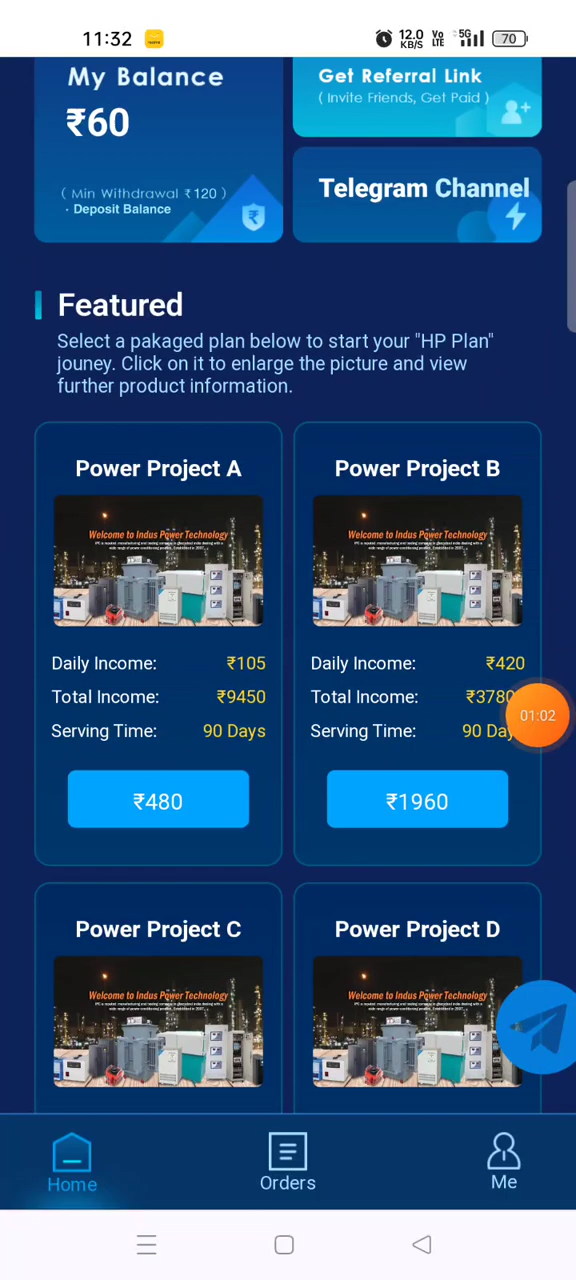 11:32
12.0
KB/S
Vo
LTE
5G
70
My Balance
₹60
( Min Withdrawal ₹120 )
· Deposit Balance
Get Referral Link
( Invite Friends, Get Paid )
Telegram Channel
Featured
Select a pakaged plan below to start your "HP Plan"
jouney. Click on it to enlarge the picture and view
further product information.
Power Project A
Welcome to Indus Power Technology
Daily Income: ₹105
Total Income: ₹9450
Serving Time: 90 Days
₹480
Power Project B
Welcome to Indus Power Technology
Daily Income: ₹420
Total Income: ₹3780
Serving Time: 90 Day
₹1960
01:02
Power Project C
Welcome to Indus Power Technology
Power Project D
Welcome to Indus Power Technology
Home
Orders
Me